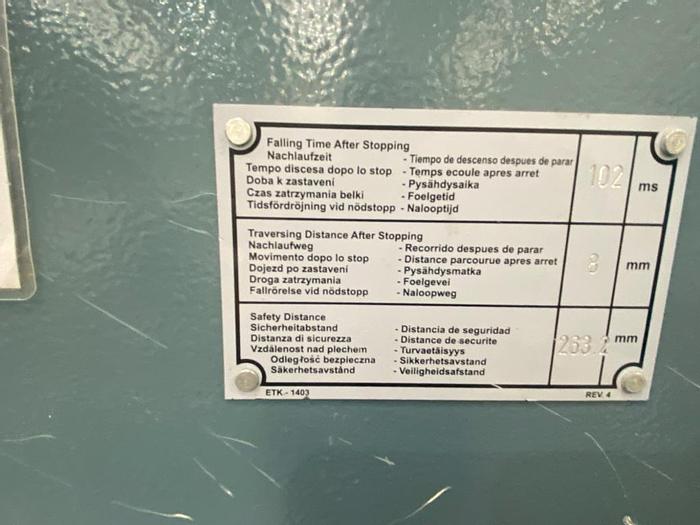 Falling Time After Stopping
Nachlaufzeit - Tiempo de descenso despues de parar
Tempo discesa dopo lo stop - Temps ecoule apres arret
Doba k zastavení - Pysähdysaika
Czas zatrzymania belki - Foelgetid
Tidsfördröjning vid nödstopp - Nalooptijd
102 ms
Traversing Distance After Stopping
Nachlaufweg - Recorrido despues de parar
Movimento dopo lo stop - Distance parcourue apres arret
Dojezd po zastavení - Pysähdysmatka
Droga zatrzymania - Foelgevei
Fallrörelse vid nödstopp - Naloopweg
8 mm
Safety Distance
Sicherheitabstand - Distancia de seguridad
Distanza di sicurezza - Distance de securite
Vzdálenost nad plechem - Turvaetäisyys
Odległość bezpieczna - Sikkerhetsavstand
Säkerhetsavstånd - Veiligheidsafstand
263.2 mm
ETK - 1403
REV. 4